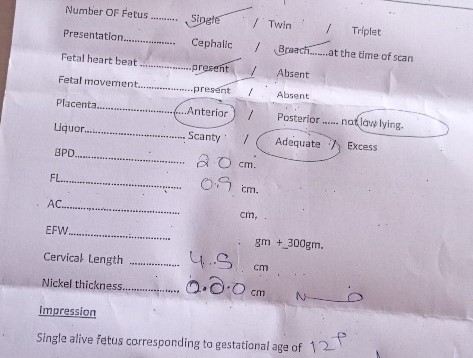 Number OF Fetus .......... Single / Twin / Triplet
Presentation................ Cephalic / Breach.......at the time of scan
Fetal heart beat ................present / Absent
Fetal movement.................present / Absent
Placenta...........................Anterior / Posterior ...... not low lying.
Liquor............................... Scanty / Adequate / Excess
BPD................................. 2.0 cm.
FL.................................... 0.9 cm.
AC.................................... cm,
EFW................................. gm +_300gm.
Cervical Length ............... 4.5 cm
Nickel thickness................ cm
Impression
Single alive fetus corresponding to gestational age of 12